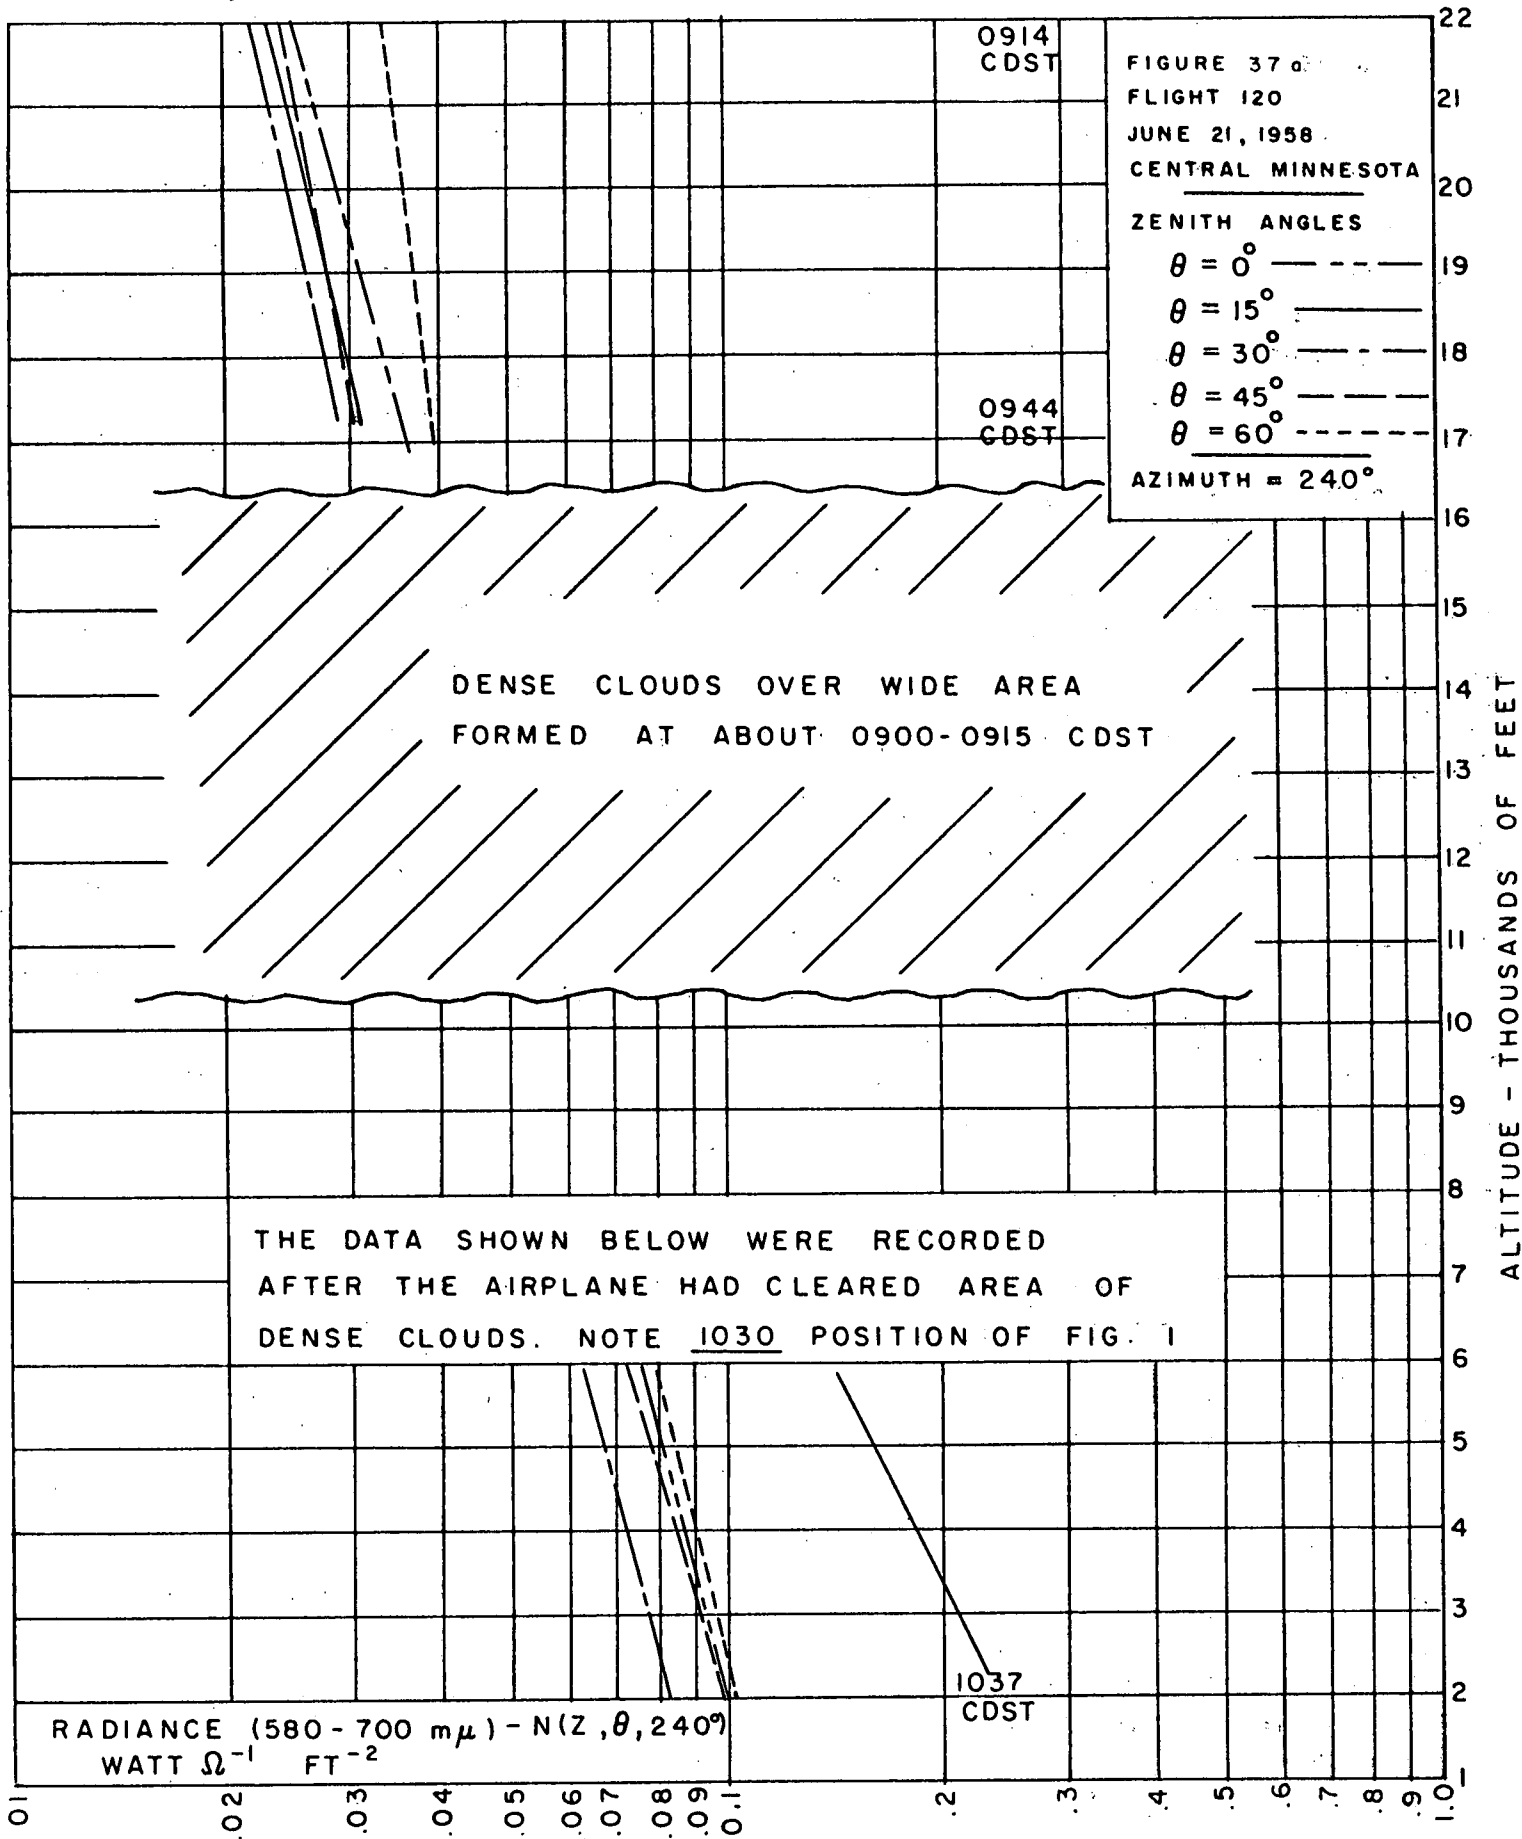 0914
CDST
FIGURE 37 a
FLIGHT 120
JUNE 21, 1958
CENTRAL MINNESOTA
ZENITH ANGLES
θ = 0°
θ = 15°
θ = 30°
θ = 45°
θ = 60°
AZIMUTH = 240°
0944
CDST
DENSE CLOUDS OVER WIDE AREA
FORMED AT ABOUT 0900-0915 CDST
THE DATA SHOWN BELOW WERE RECORDED
AFTER THE AIRPLANE HAD CLEARED AREA OF
DENSE CLOUDS. NOTE 1030 POSITION OF FIG. 1
1037
CDST
RADIANCE (580-700 mμ) - N(Z,θ,240°)
WATT Ω⁻¹ FT⁻²
22
21
20
19
18
17
16
15
14
13
12
11
10
9
8
7
6
5
4
3
2
1
ALTITUDE - THOUSANDS OF FEET
.01
.02
.03
.04
.05
.06
.07
.08
.09
0.1
.2
.3
.4
.5
.6
.7
.8
.9
1.0